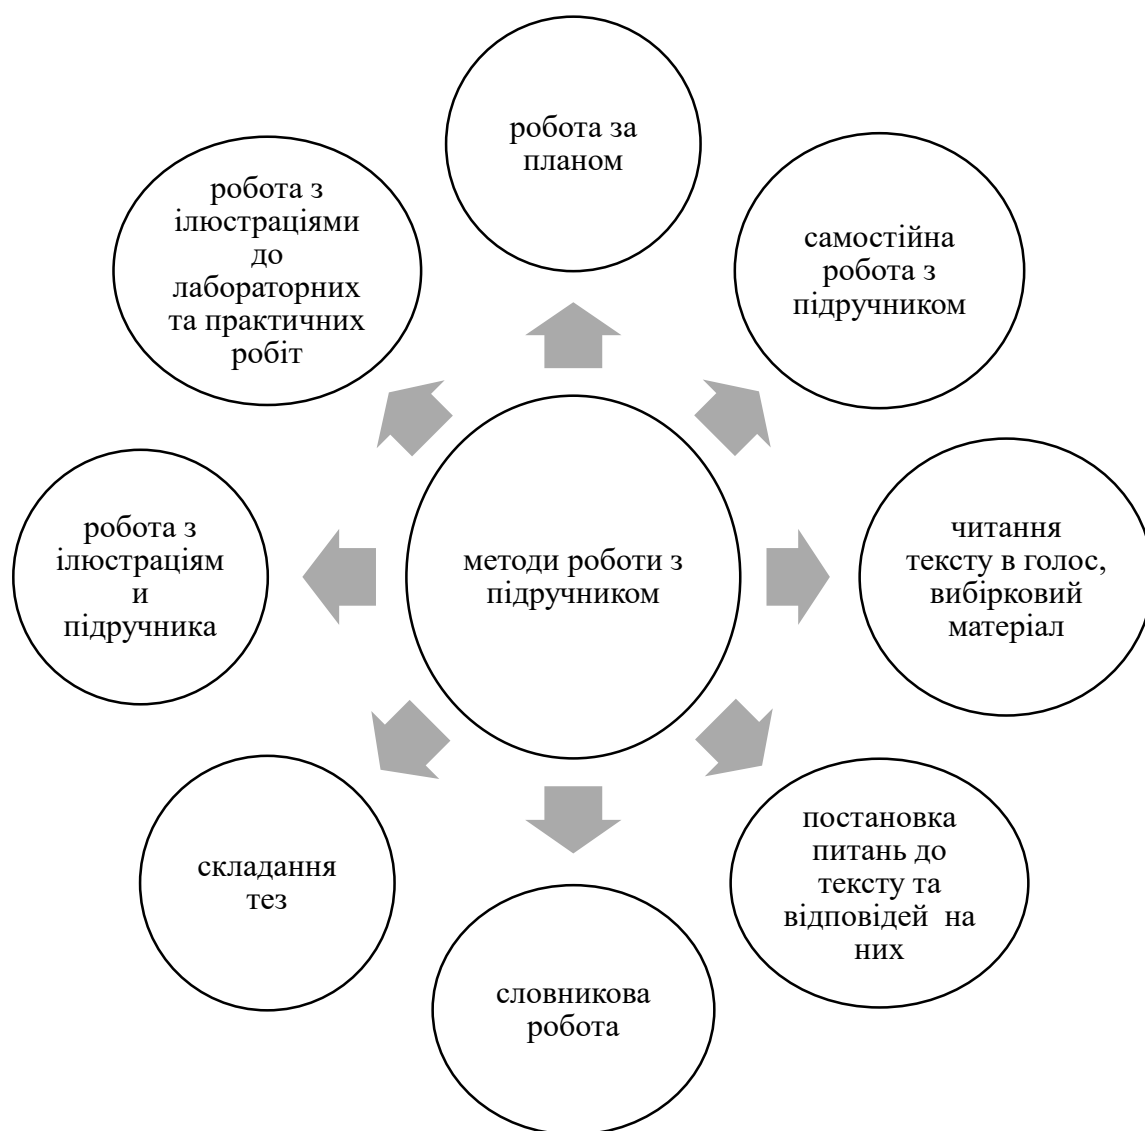 робота за
планом
самостійна
робота з
підручником
читання
тексту в голос,
вибірковий
матеріал
постановка
питань до
тексту та
відповідей  на
них
словникова
робота
складання
тез
робота з
ілюстраціям
и
підручника
робота з
ілюстраціями
до
лабораторних
та практичних
робіт
методи роботи з
підручником